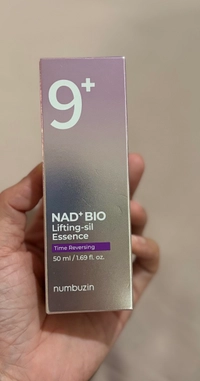 9+
NAD+ BIO
Lifting-sil
Essence
Time Reversing
50 ml / 1.69 fl. oz.
numbuzin